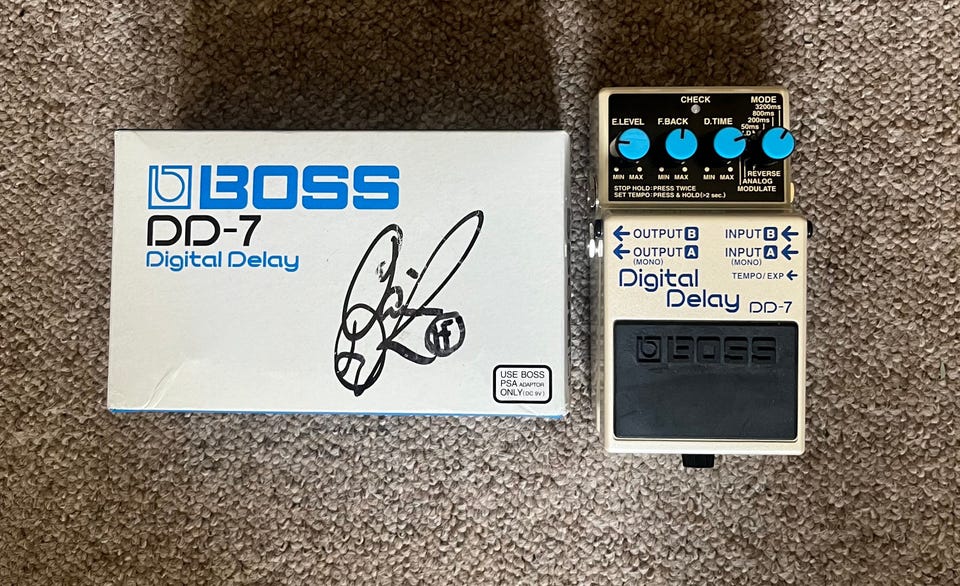 BOSS
DD-7
Digital Delay
USE BOSS
PSA ADAPTOR
ONLY (DC 9V)
CHECK
MODE
3200ms
800ms
200ms
50ms
E.LEVEL F.BACK D.TIME
MIN MAX MIN MAX MIN MAX
REVERSE
ANALOG
MODULATE
STOP HOLD:PRESS TWICE
SET TEMPO:PRESS & HOLD(>2 sec.)
OUTPUT B INPUT B
OUTPUT A INPUT A
(MONO) (MONO)
TEMPO/EXP
Digital
Delay DD-7
BOSS